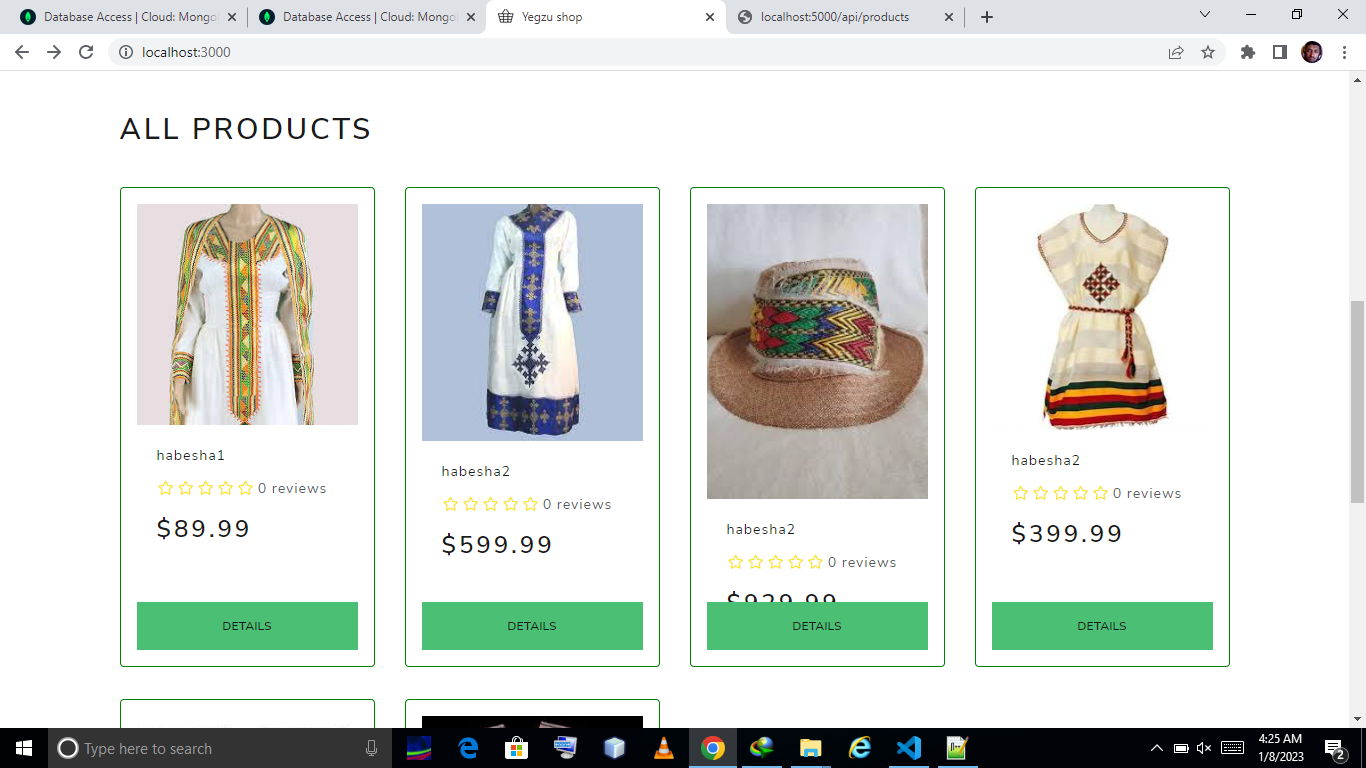 Database Access | Cloud: Mongo
Database Access | Cloud: Mongo
Yegzu shop
localhost:5000/api/products
localhost:3000
ALL PRODUCTS
habesha1
0 reviews
$89.99
DETAILS
habesha2
0 reviews
$599.99
DETAILS
habesha2
0 reviews
DETAILS
habesha2
0 reviews
$399.99
DETAILS
Type here to search
4:25 AM
1/8/2023
2